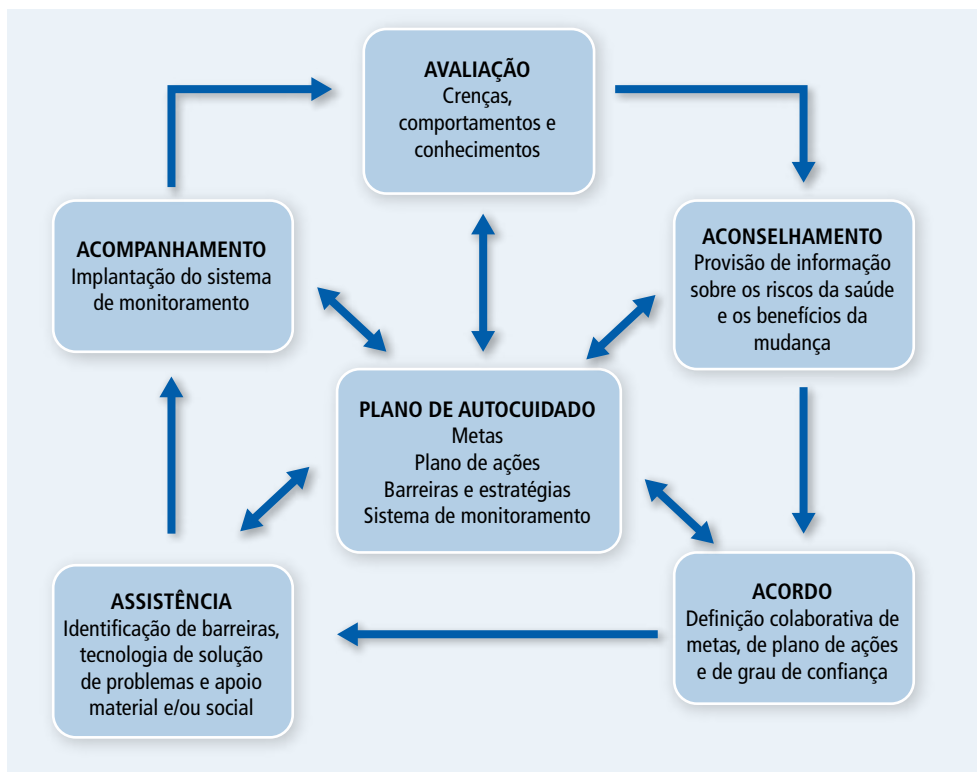 AVALIAÇÃO
Crenças,
comportamentos e
conhecimentos
ACOMPANHAMENTO
Implantação do sistema
de monitoramento
ACONSELHAMENTO
Provisão de informação
sobre os riscos da saúde
e os benefícios da
mudança
PLANO DE AUTOCUIDADO
Metas
Plano de ações
Barreiras e estratégias
Sistema de monitoramento
ASSISTÊNCIA
Identificação de barreiras,
tecnologia de solução
de problemas e apoio
material e/ou social
ACORDO
Definição colaborativa de
metas, de plano de ações
e de grau de confiança